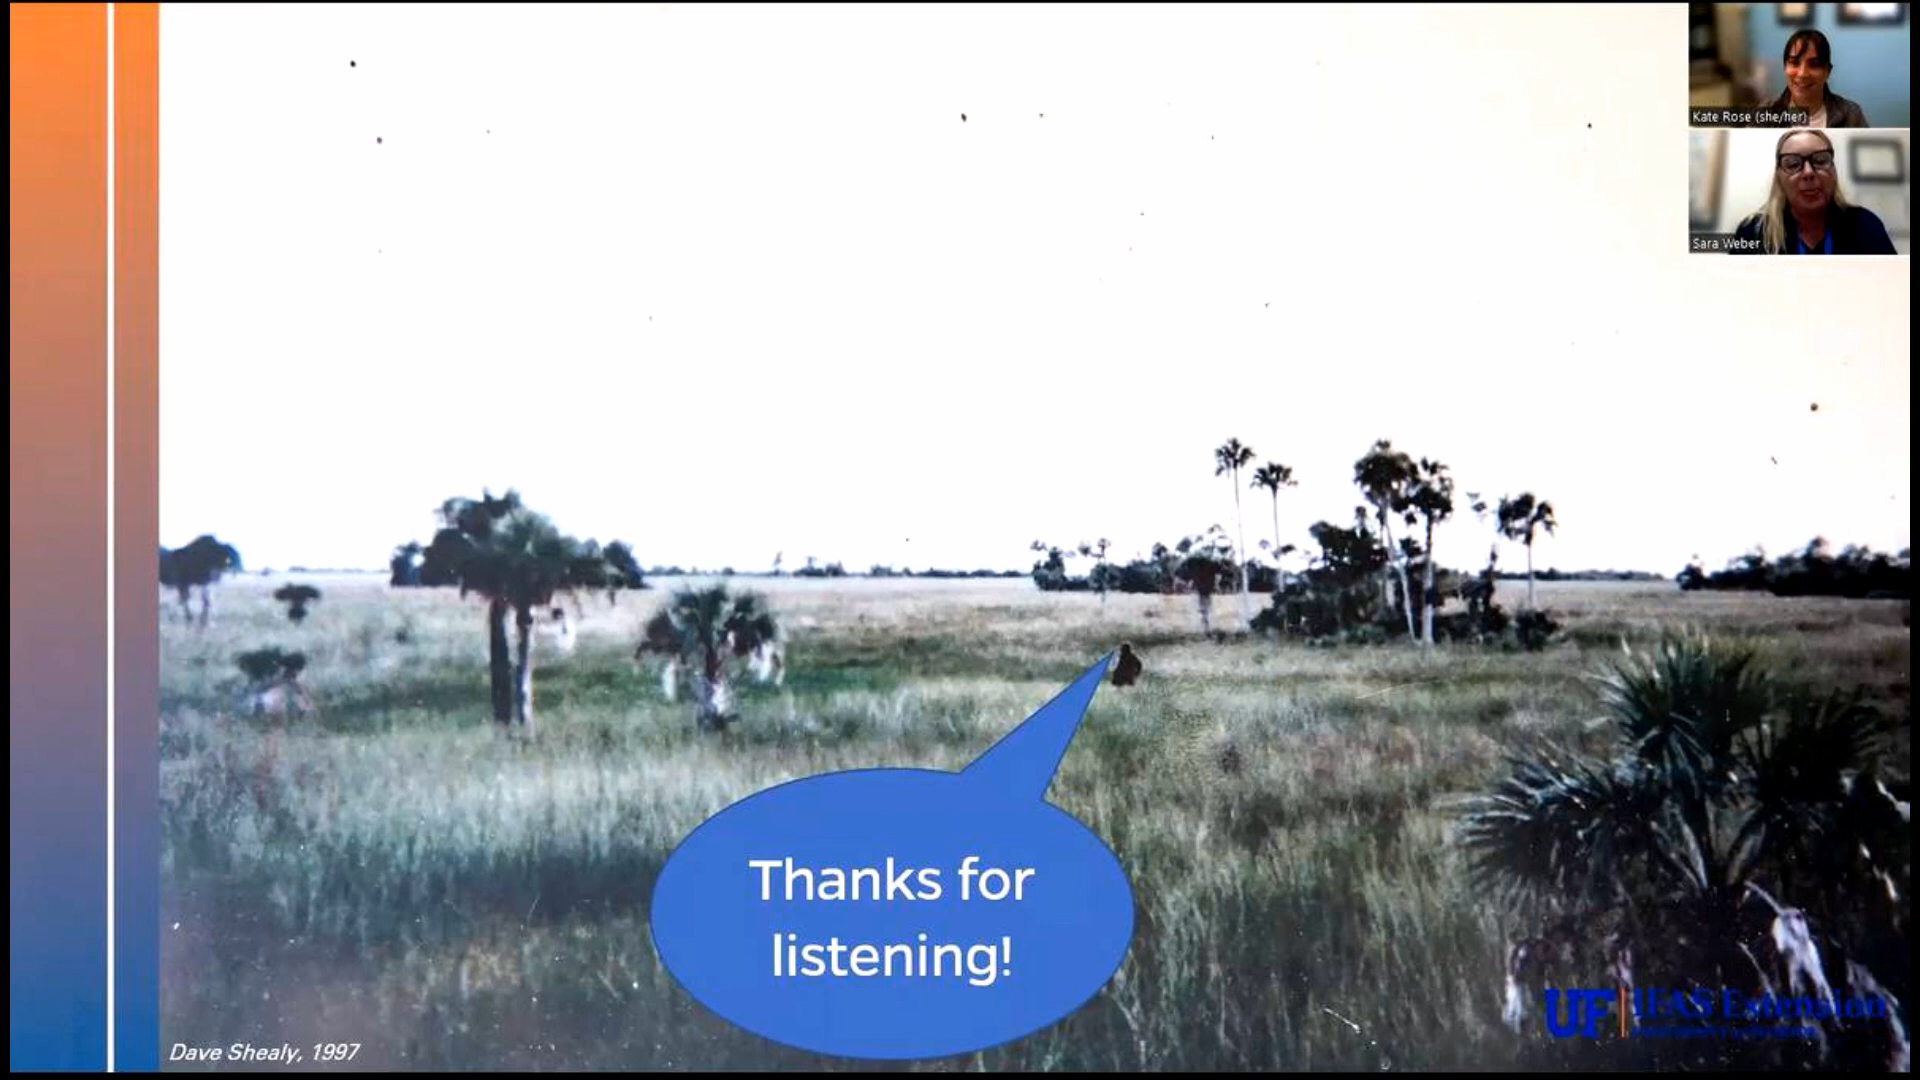 Kate Rose (she/her)
Sara Weber
Thanks for
listening!
UF IFAS Extension
Dave Shealy, 1997